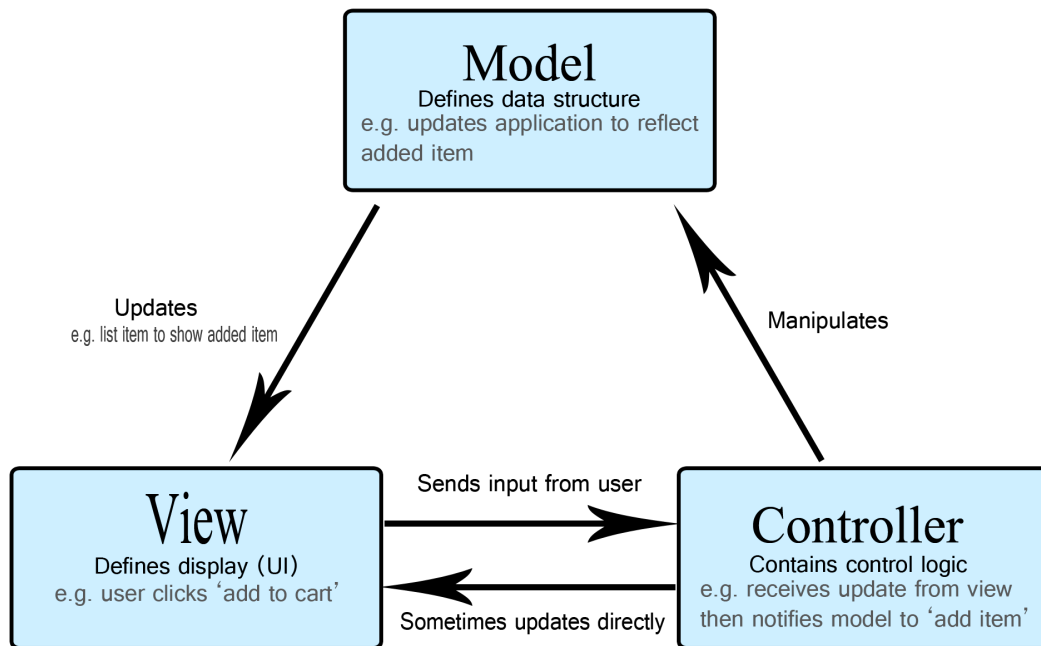 Model
Defines data structure
e.g. updates application to reflect
added item
Updates
e.g. list item to show added item
Manipulates
Sends input from user
View
Defines display (UI)
e.g. user clicks ‘add to cart’
Controller
Contains control logic
e.g. receives update from view
then notifies model to ‘add item’
Sometimes updates directly